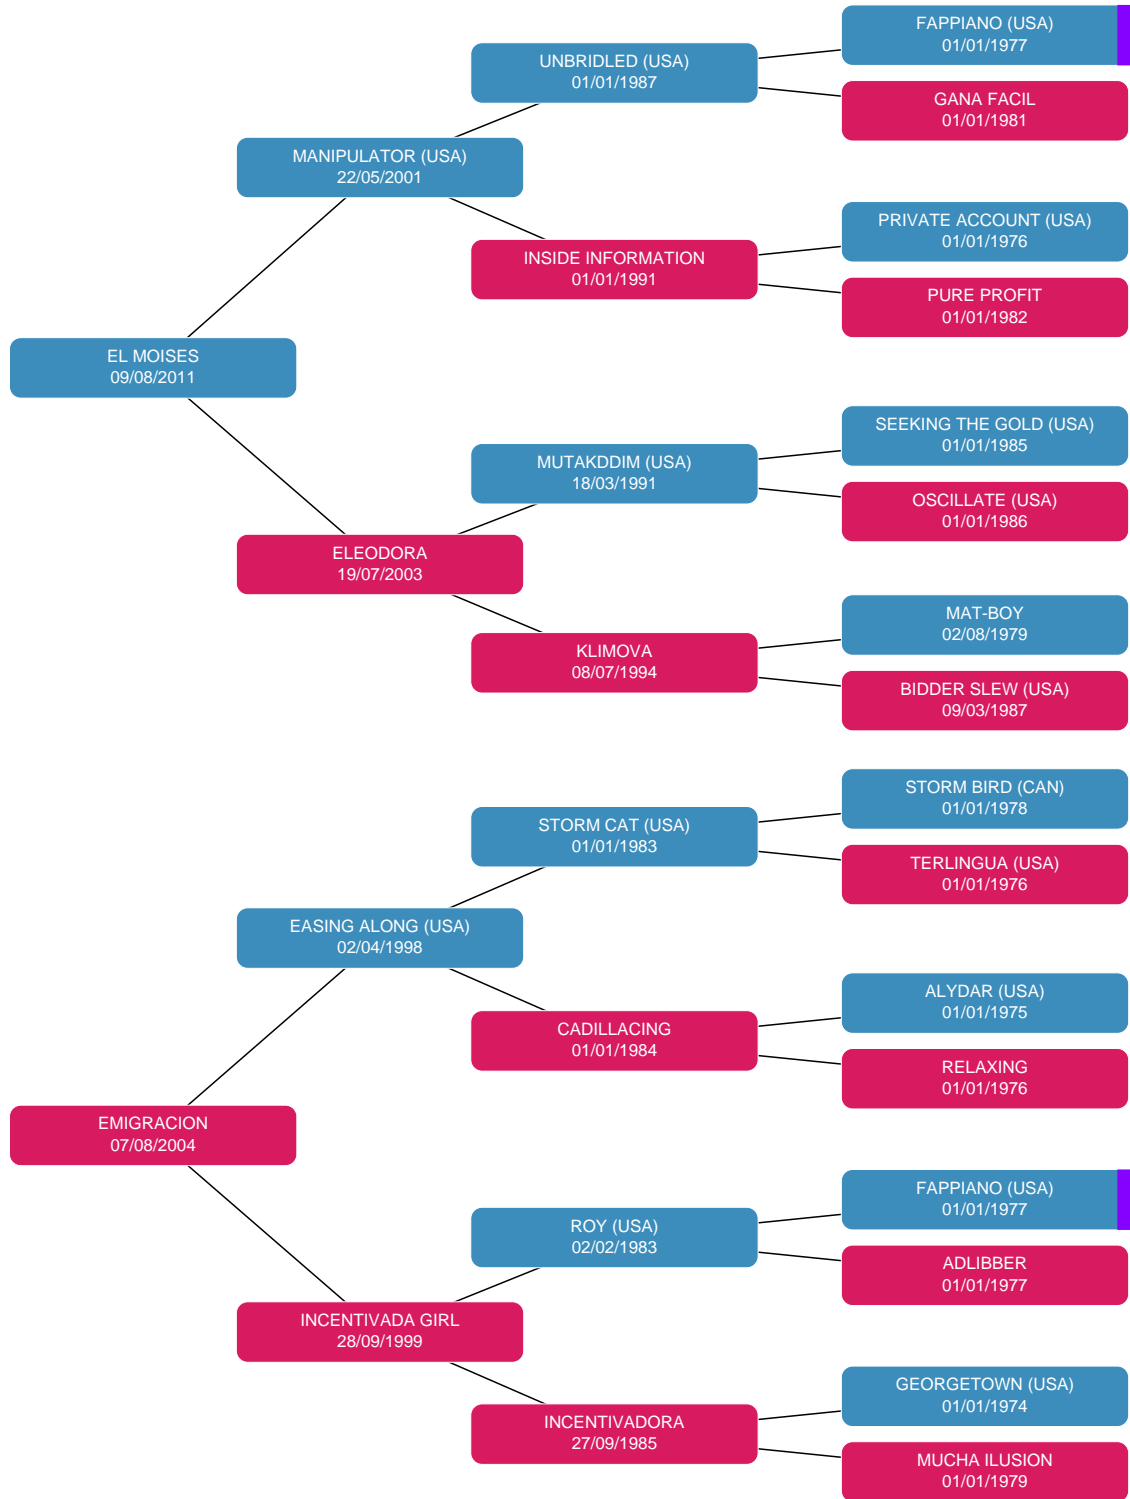 FAPPIANO (USA)
01/01/1977
UNBRIDLED (USA)
01/01/1987
GANA FACIL
01/01/1981
MANIPULATOR (USA)
22/05/2001
PRIVATE ACCOUNT (USA)
01/01/1976
INSIDE INFORMATION
01/01/1991
PURE PROFIT
01/01/1982
EL MOISES
09/08/2011
SEEKING THE GOLD (USA)
01/01/1985
MUTAKDDIM (USA)
18/03/1991
OSCILLATE (USA)
01/01/1986
ELEODORA
19/07/2003
MAT-BOY
02/08/1979
KLIMOVA
08/07/1994
BIDDER SLEW (USA)
09/03/1987
STORM BIRD (CAN)
01/01/1978
STORM CAT (USA)
01/01/1983
TERLINGUA (USA)
01/01/1976
EASING ALONG (USA)
02/04/1998
ALYDAR (USA)
01/01/1975
CADILLACING
01/01/1984
RELAXING
01/01/1976
EMIGRACION
07/08/2004
FAPPIANO (USA)
01/01/1977
ROY (USA)
02/02/1983
ADLIBBER
01/01/1977
INCENTIVADA GIRL
28/09/1999
GEORGETOWN (USA)
01/01/1974
INCENTIVADORA
27/09/1985
MUCHA ILUSION
01/01/1979